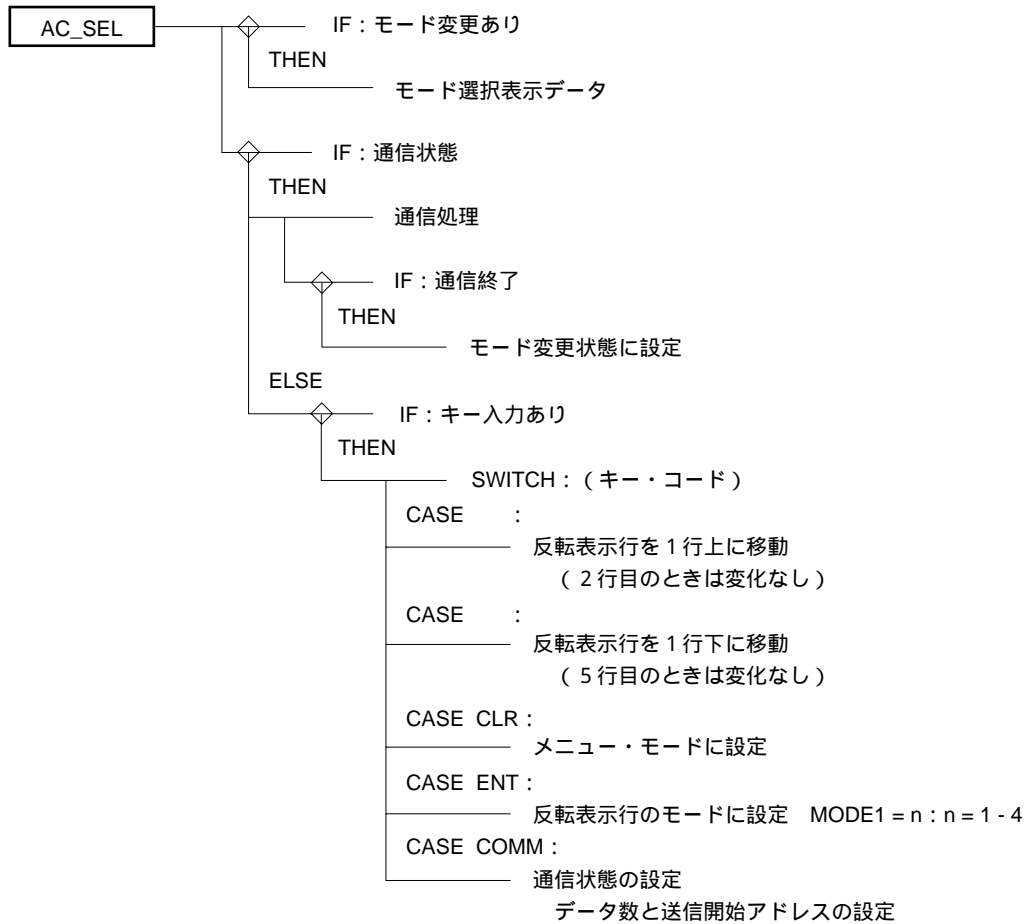 AC_SEL
IF：モード変更あり
THEN
モード選択表示データ
IF：通信状態
THEN
通信処理
IF：通信終了
THEN
モード変更状態に設定
ELSE
IF：キー入力あり
THEN
SWITCH：（キー・コード）
CASE ：
反転表示行を１行上に移動
（２行目のときは変化なし）
CASE ：
反転表示行を１行下に移動
（５行目のときは変化なし）
CASE CLR：
メニュー・モードに設定
CASE ENT：
反転表示行のモードに設定 MODE1 = n：n = 1 - 4
CASE COMM：
通信状態の設定
データ数と送信開始アドレスの設定